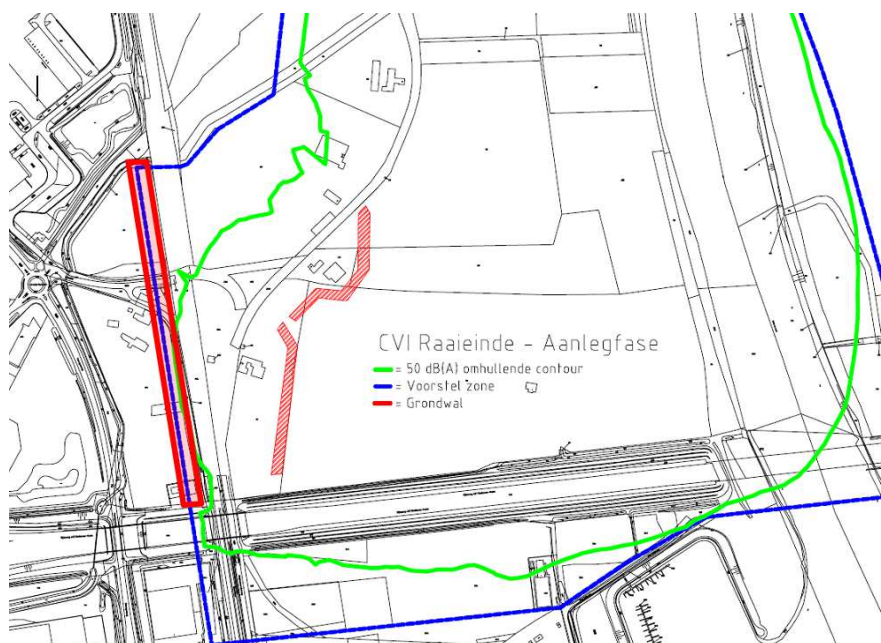 CVI Raaieinde - Aanlegfase
= 50 dB(A) omhullende contour
= Voorstel zone
= Grondwal